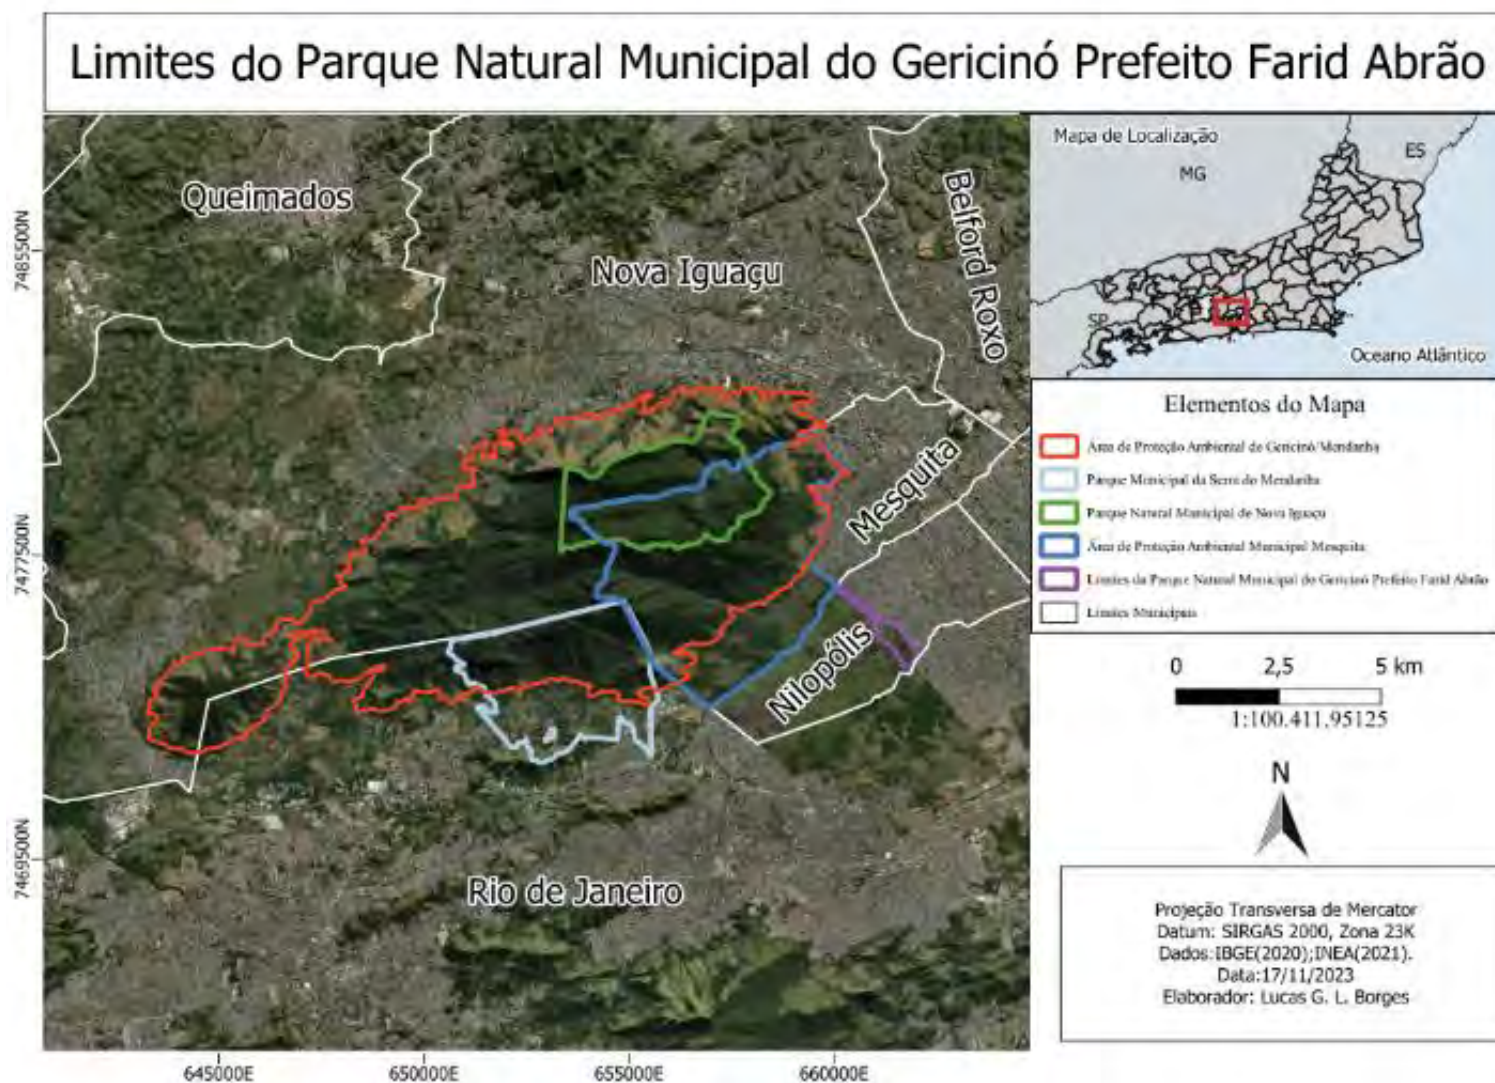 Limites do Parque Natural Municipal do Gericinó Prefeito Farid Abrão
Queimados
Nova Iguaçu
Belford Roxo
Mesquita
Nilopólis
Rio de Janeiro
7485500N
7477500N
7469500N
645000E
650000E
655000E
660000E
Mapa de Localização
MG
ES
SP
Oceano Atlântico
Elementos do Mapa
Área de Proteção Ambiental de Gericinó/Mendanha
Parque Municipal da Serra do Mendanha
Parque Natural Municipal de Nova Iguaçu
Área de Proteção Ambiental Municipal Mesquita
Limites da Parque Natural Municipal do Gericinó Prefeito Farid Abrão
Limites Municipais
0 2,5 5 km
1:100.411,95125
N
Projeção Transversa de Mercator
Datum: SIRGAS 2000, Zona 23K
Dados:IBGE(2020);INEA(2021).
Data:17/11/2023
Elaborador: Lucas G. L. Borges